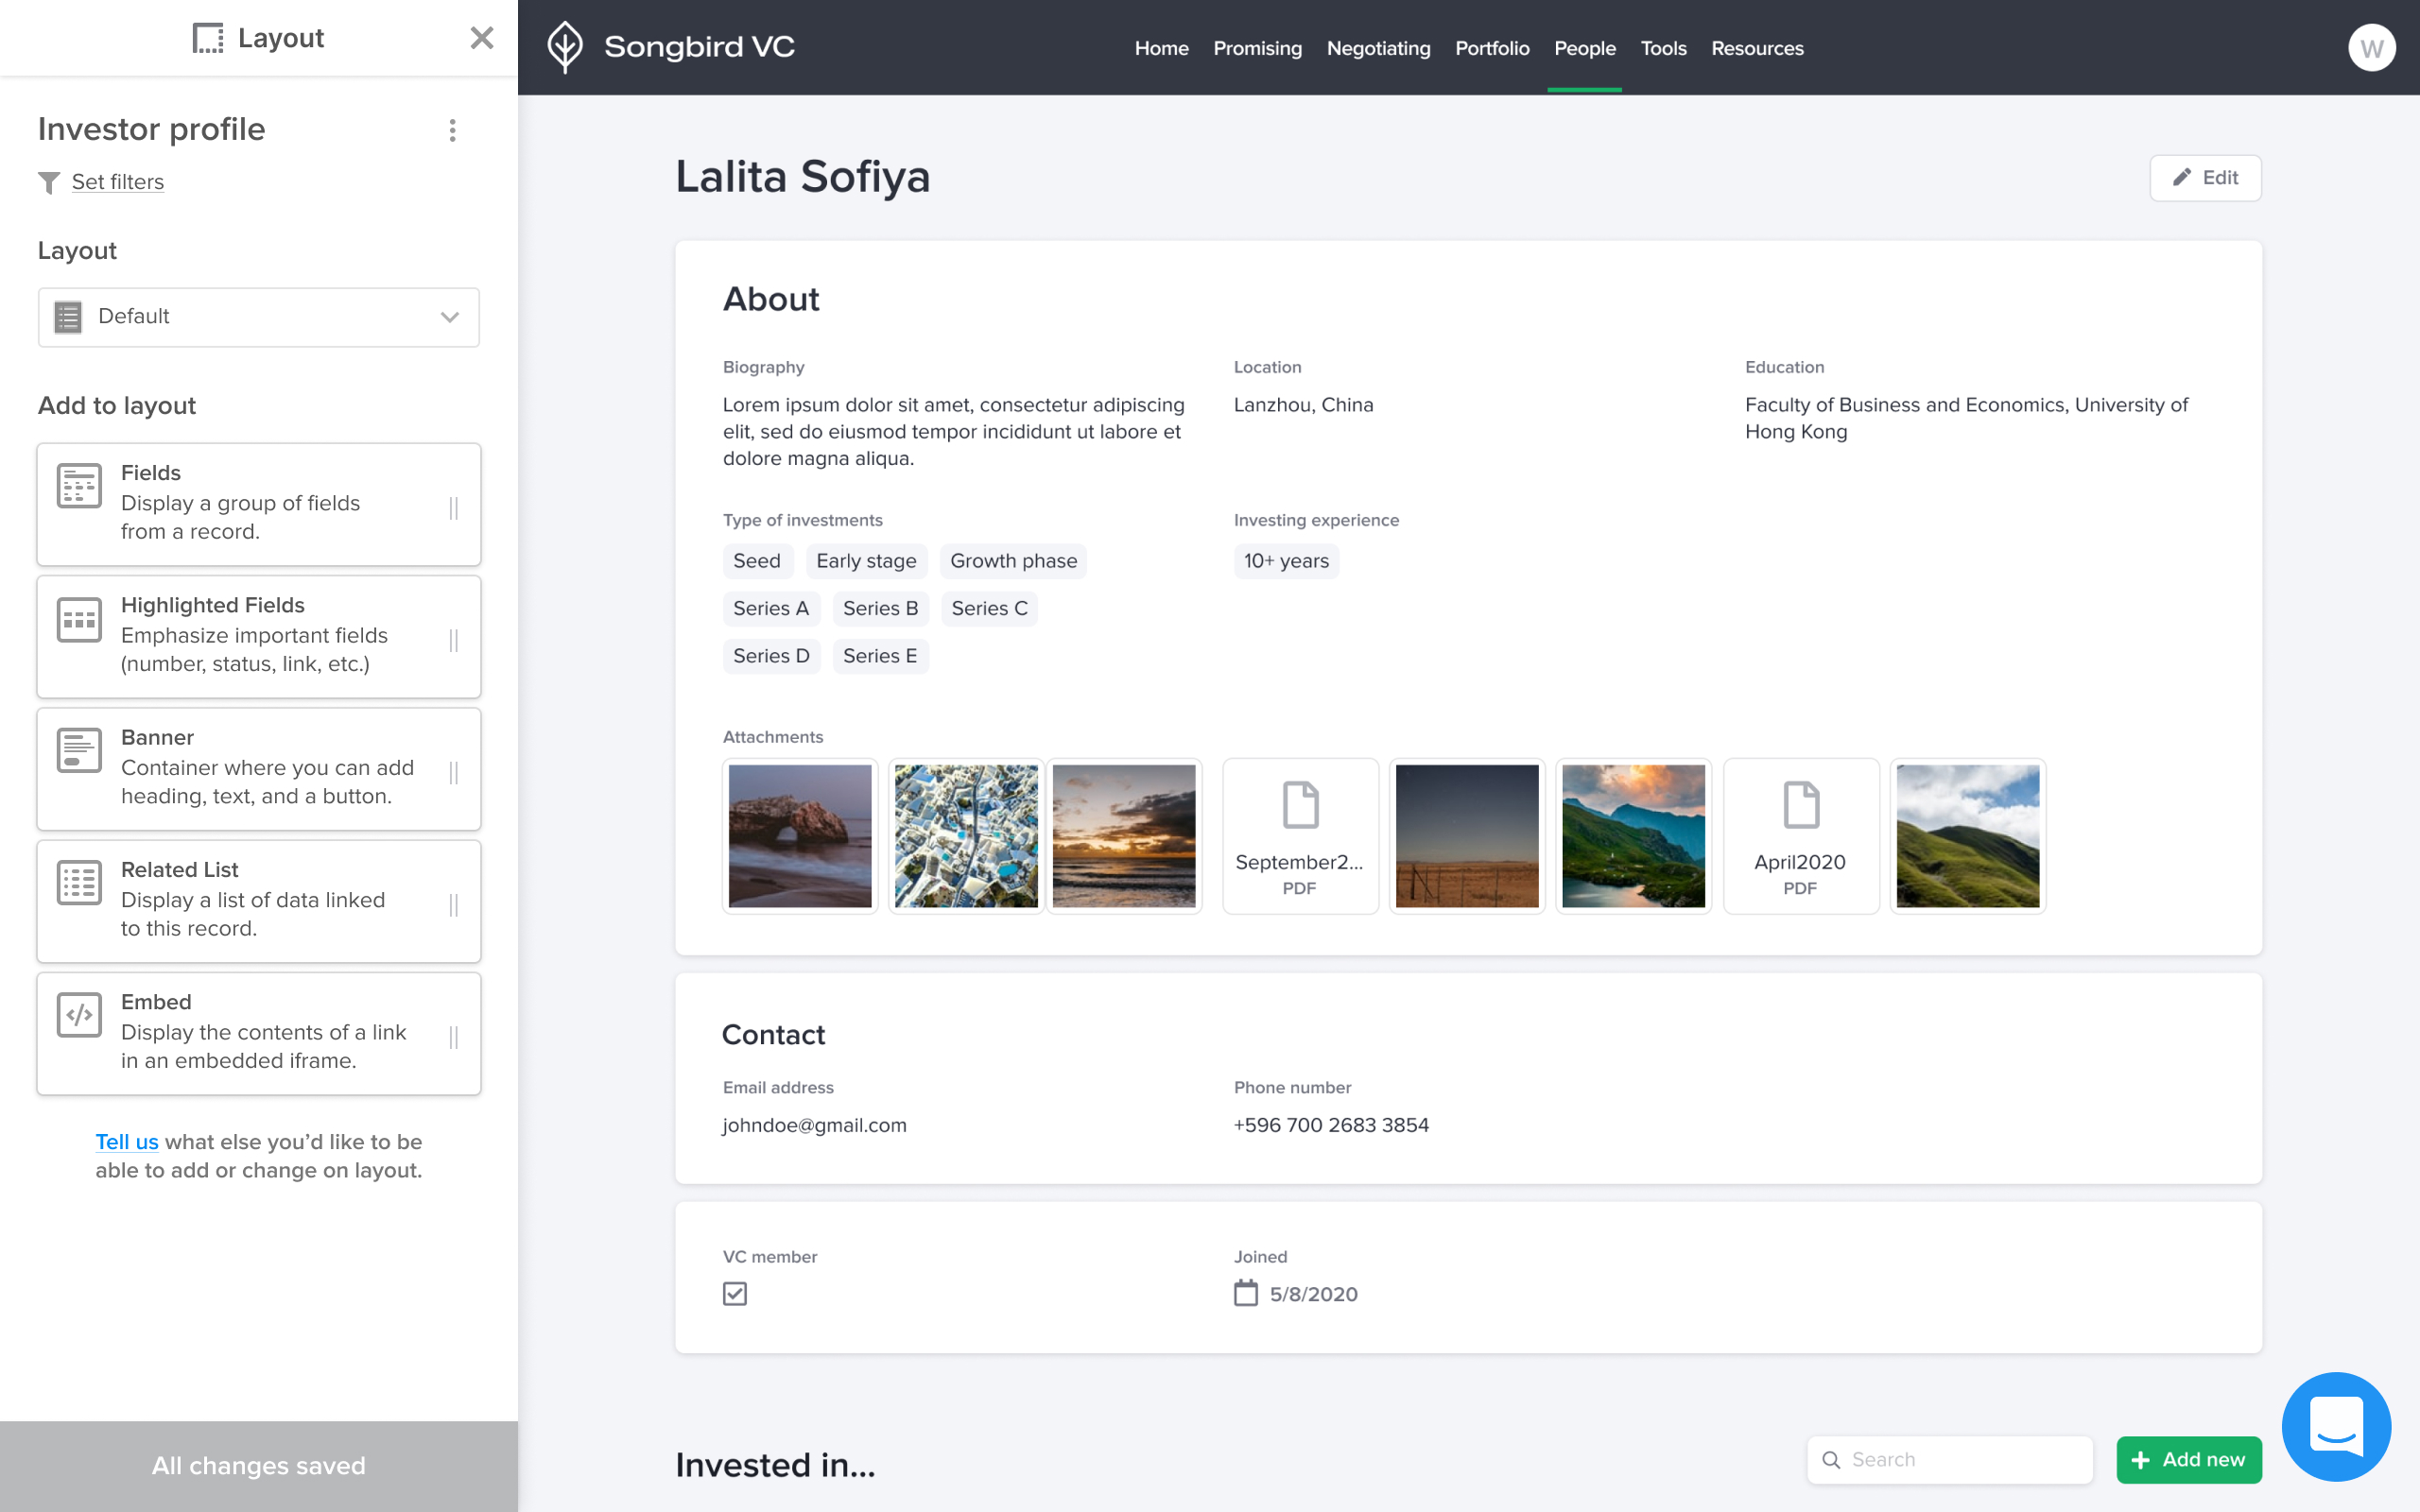 Layout
Investor profile
Set filters
Layout
Default
Add to layout
Fields
Display a group of fields
from a record.
Highlighted Fields
Emphasize important fields
(number, status, link, etc.)
Banner
Container where you can add
heading, text, and a button.
Related List
Display a list of data linked
to this record.
Embed
Display the contents of a link
in an embedded iframe.
Tell us what else you’d like to be
able to add or change on layout.
All changes saved
Songbird VC
Home Promising Negotiating Portfolio People Tools Resources
W
Lalita Sofiya
Edit
About
Biography
Lorem ipsum dolor sit amet, consectetur adipiscing
elit, sed do eiusmod tempor incididunt ut labore et
dolore magna aliqua.
Location
Lanzhou, China
Education
Faculty of Business and Economics, University of
Hong Kong
Type of investments
Seed Early stage Growth phase
Series A Series B Series C
Series D Series E
Investing experience
10+ years
Attachments
September2...
PDF
April2020
PDF
Contact
Email address
johndoe@gmail.com
Phone number
+596 700 2683 3854
VC member
Joined
5/8/2020
Invested in...
Search
Add new